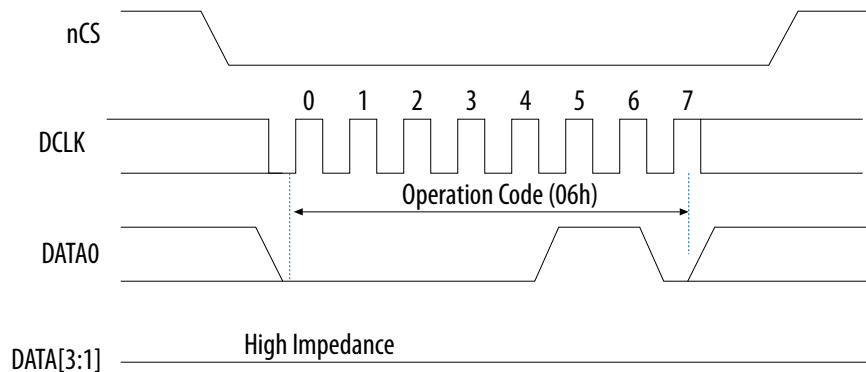 nCS
0 1 2 3 4 5 6 7
DCLK
Operation Code (06h)
DATA0
High Impedance
DATA[3:1]